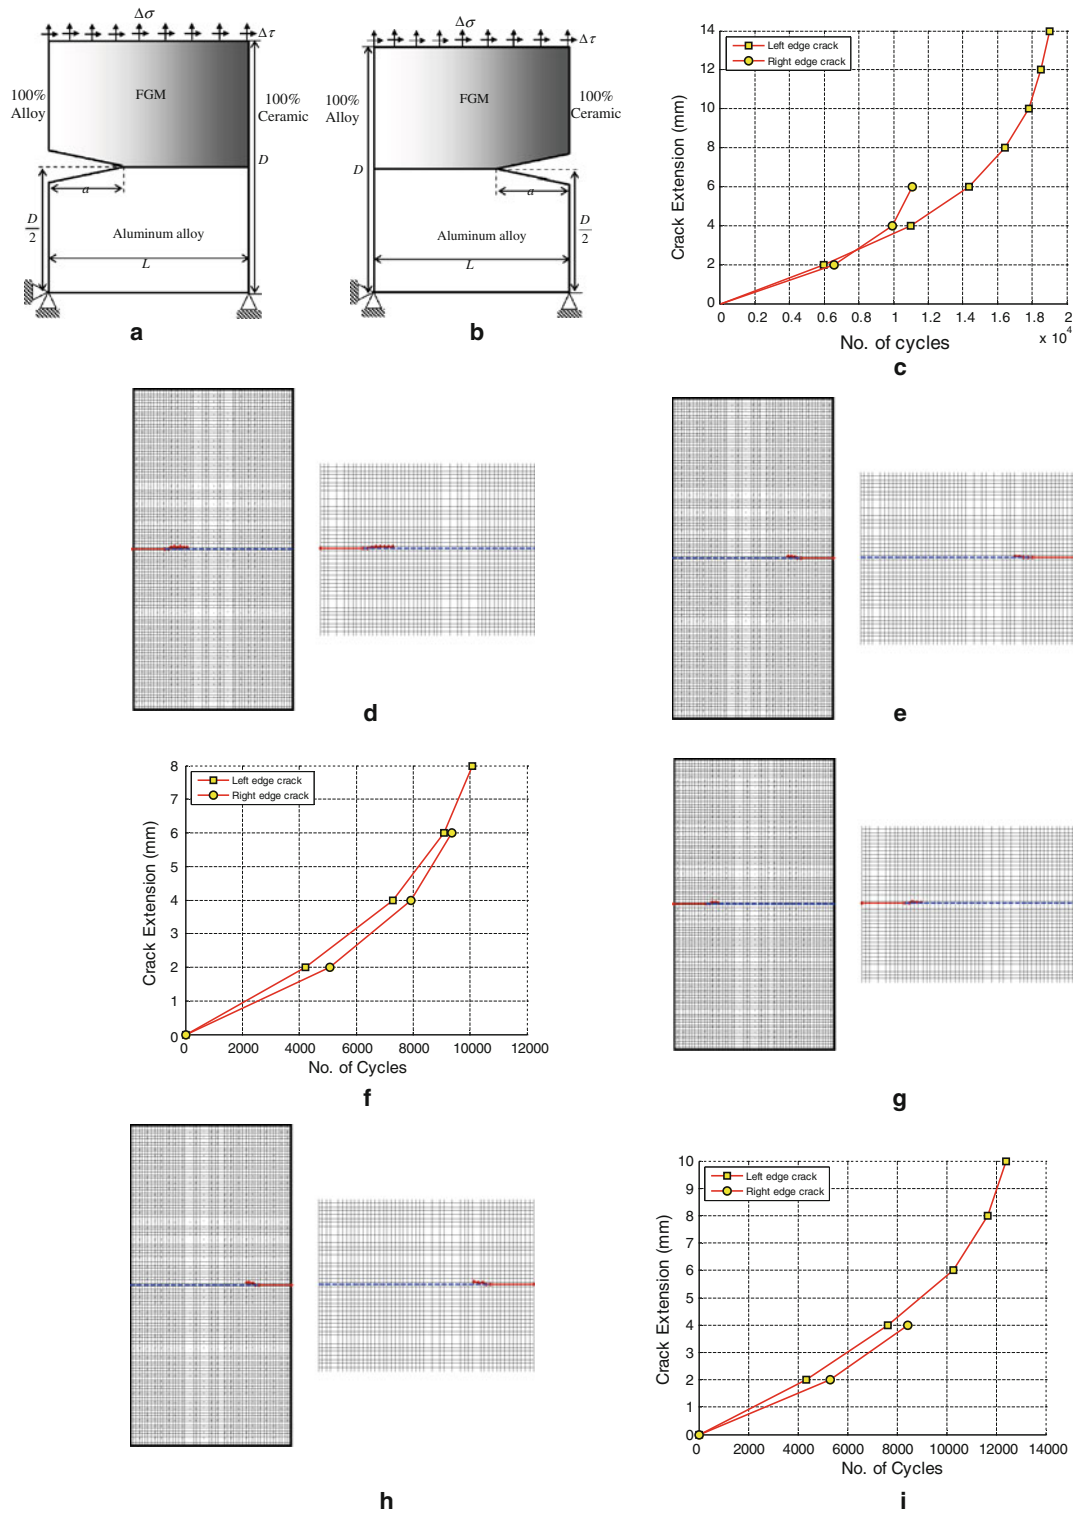 Δσ
Δτ
100%
Alloy
FGM
100%
Ceramic
D
a
D
2
Aluminum alloy
L
a
Δσ
Δτ
100%
Alloy
FGM
100%
Ceramic
D
a
D
2
Aluminum alloy
L
b
14
12
10
8
6
4
2
0
Crack Extension (mm)
Left edge crack
Right edge crack
0 0.2 0.6 0.8 1 1.2 1.4 1.6 1.8 2
x 10^4
No. of cycles
c
d
e
8
7
6
5
4
3
2
1
0
Crack Extension (mm)
Left edge crack
Right edge crack
0 2000 4000 6000 8000 10000 12000
No. of Cycles
f
g
h
10
9
8
7
6
5
4
3
2
1
0
Crack Extension (mm)
Left edge crack
Right edge crack
0 2000 4000 6000 8000 10000 12000 14000
No. of Cycles
i